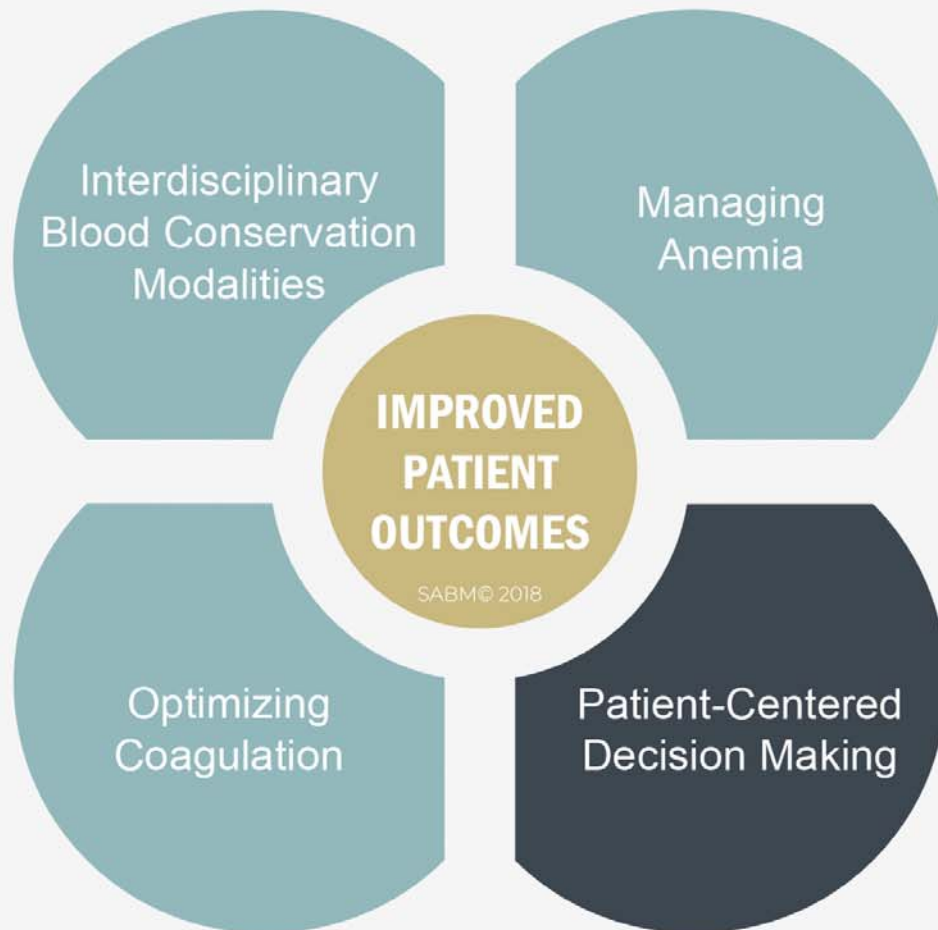 Interdisciplinary
Blood Conservation
Modalities
Managing
Anemia
IMPROVED
PATIENT
OUTCOMES
SABM© 2018
Optimizing
Coagulation
Patient-Centered
Decision Making